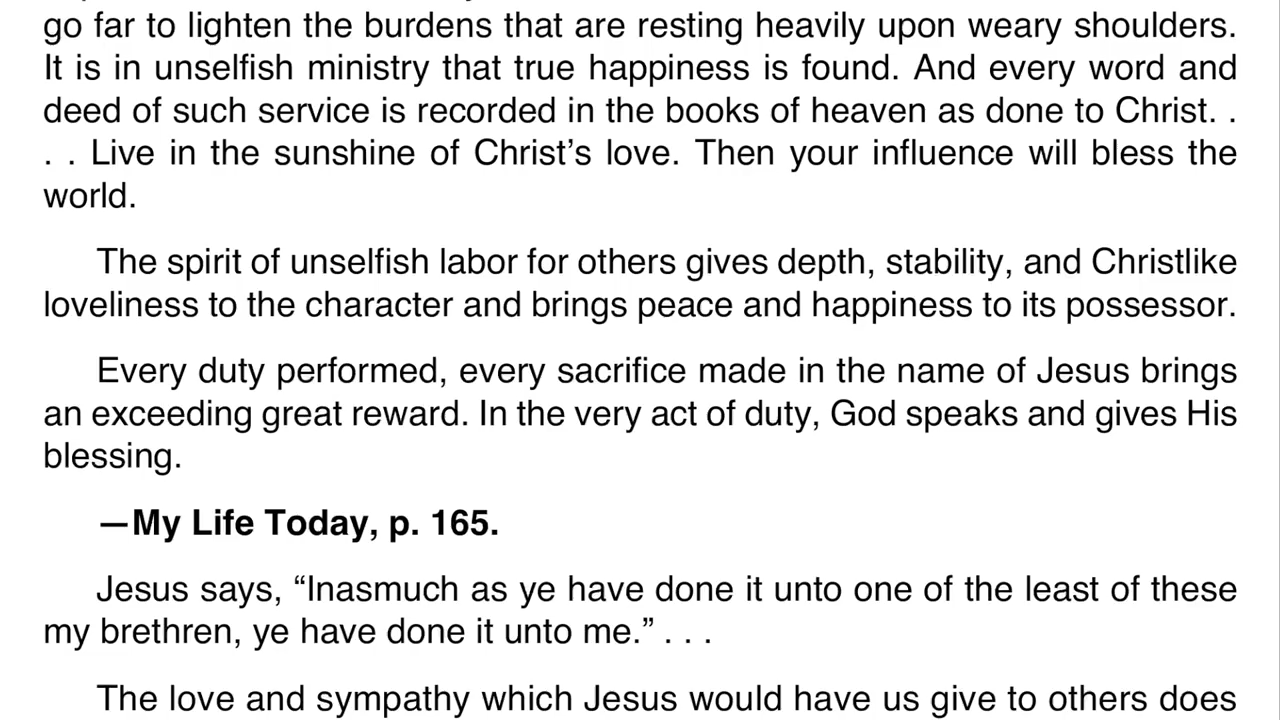 go far to lighten the burdens that are resting heavily upon weary shoulders.
It is in unselfish ministry that true happiness is found. And every word and
deed of such service is recorded in the books of heaven as done to Christ. .
. . Live in the sunshine of Christ’s love. Then your influence will bless the
world.
The spirit of unselfish labor for others gives depth, stability, and Christlike
loveliness to the character and brings peace and happiness to its possessor.
Every duty performed, every sacrifice made in the name of Jesus brings
an exceeding great reward. In the very act of duty, God speaks and gives His
blessing.
—My Life Today, p. 165.
Jesus says, “Inasmuch as ye have done it unto one of the least of these
my brethren, ye have done it unto me.” . . .
The love and sympathy which Jesus would have us give to others does